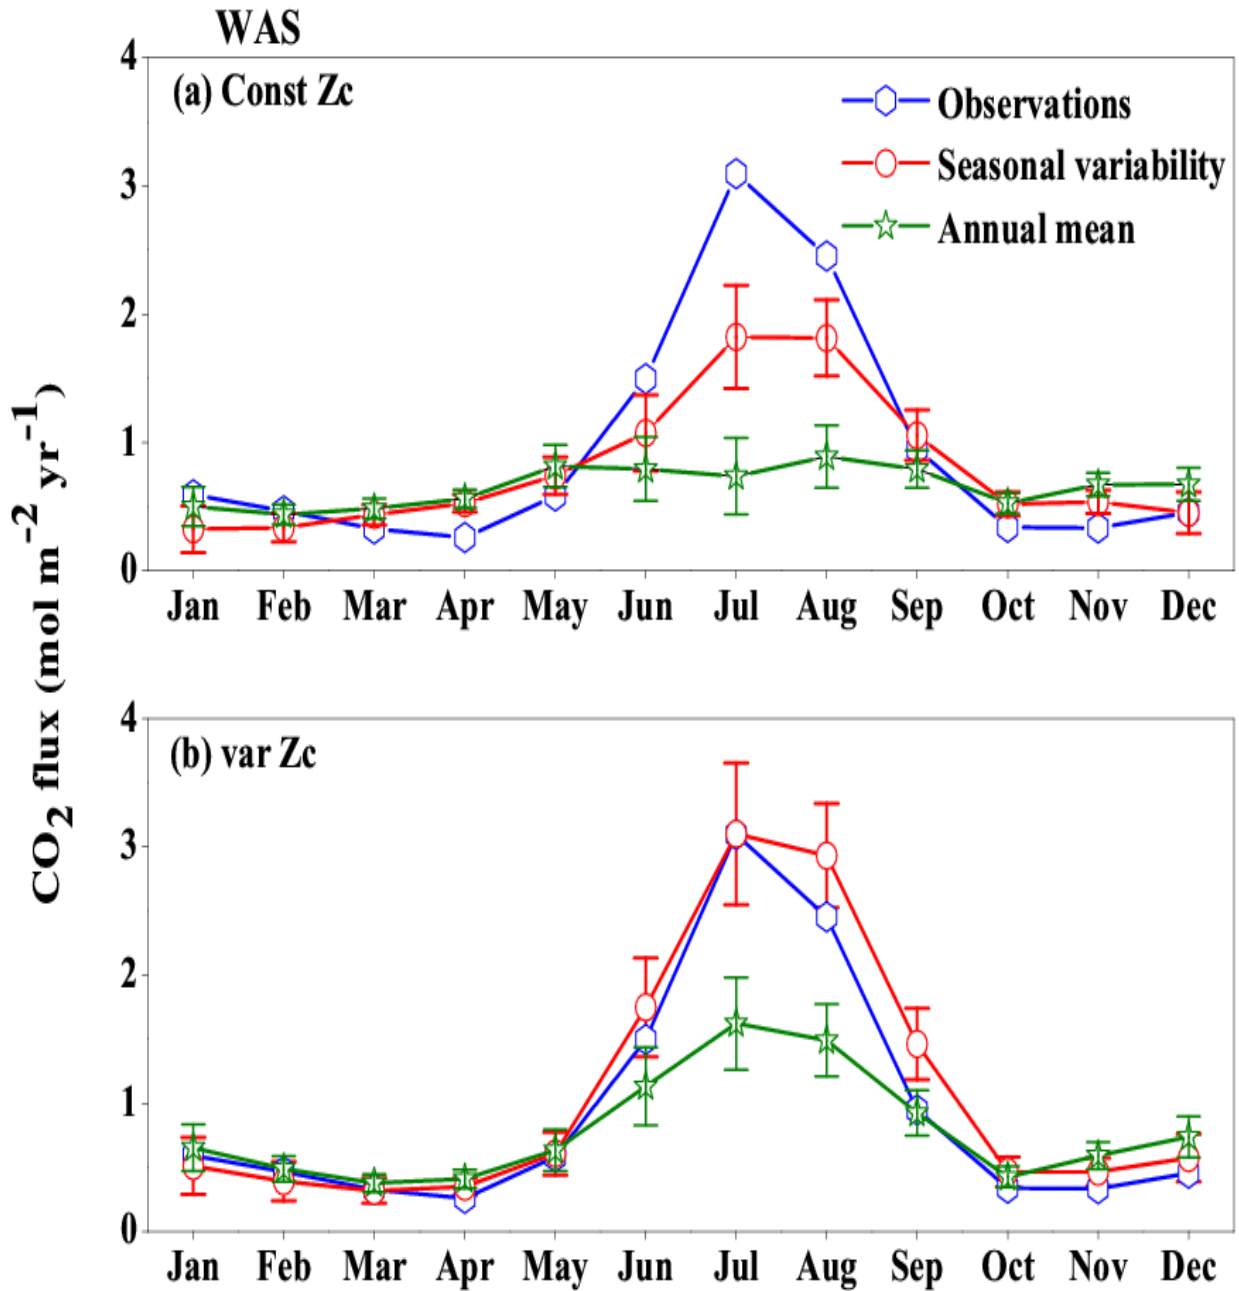 WAS
(a) Const Zc
Observations
Seasonal variability
Annual mean
4
3
2
1
0
Jan Feb Mar Apr May Jun Jul Aug Sep Oct Nov Dec
CO₂ flux (mol m⁻² yr⁻¹)
(b) var Zc
4
3
2
1
0
Jan Feb Mar Apr May Jun Jul Aug Sep Oct Nov Dec